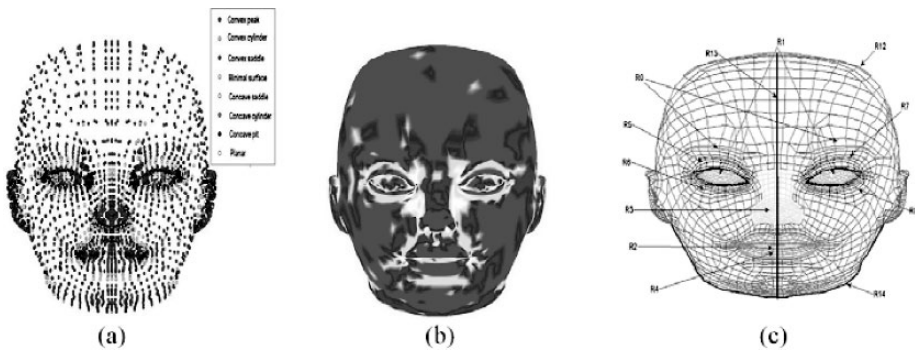 Convex peak
Convex cylinder
Convex saddle
Minimal surface
Concave saddle
Concave cylinder
Concave pit
Planar
R1
R13
R12
R9
R7
R5
R6
R3
R2
R4
R14
(a)
(b)
(c)